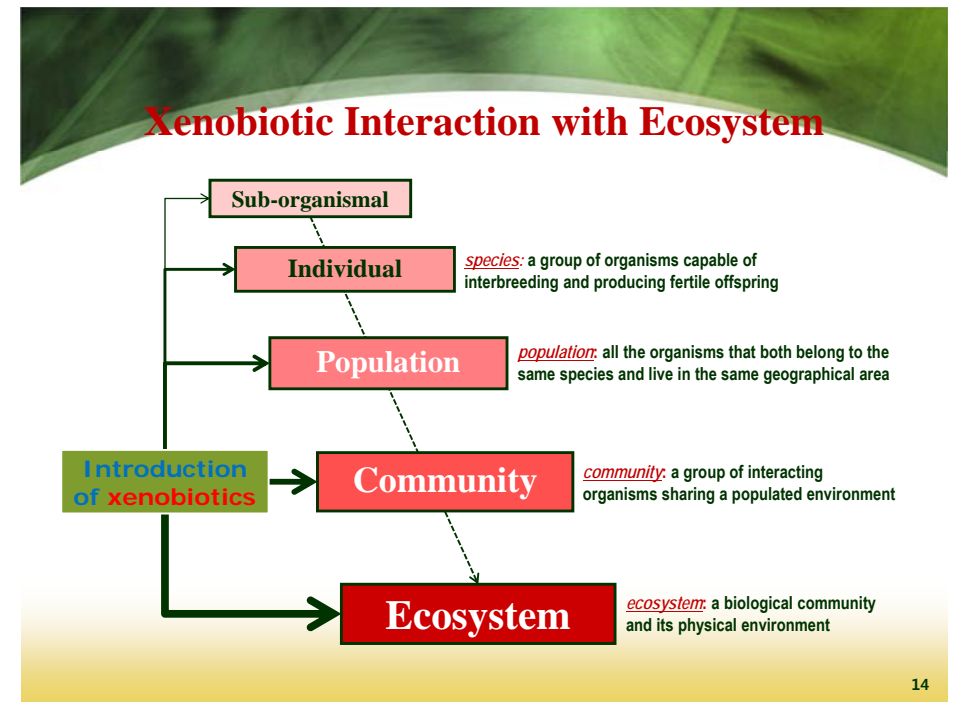 Xenobiotic Interaction with Ecosystem
Sub-organismal
Individual
species: a group of organisms capable of
interbreeding and producing fertile offspring
Population
population: all the organisms that both belong to the
same species and live in the same geographical area
Introduction
of xenobiotics
Community
community: a group of interacting
organisms sharing a populated environment
Ecosystem
ecosystem: a biological community
and its physical environment
14